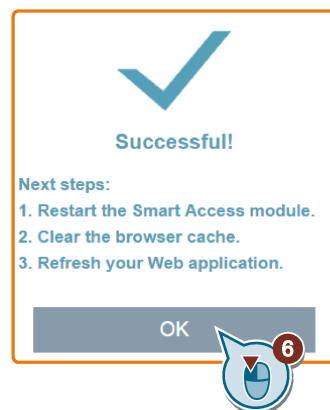 Successful!
Next steps:
1. Restart the Smart Access module.
2. Clear the browser cache.
3. Refresh your Web application.
OK
6